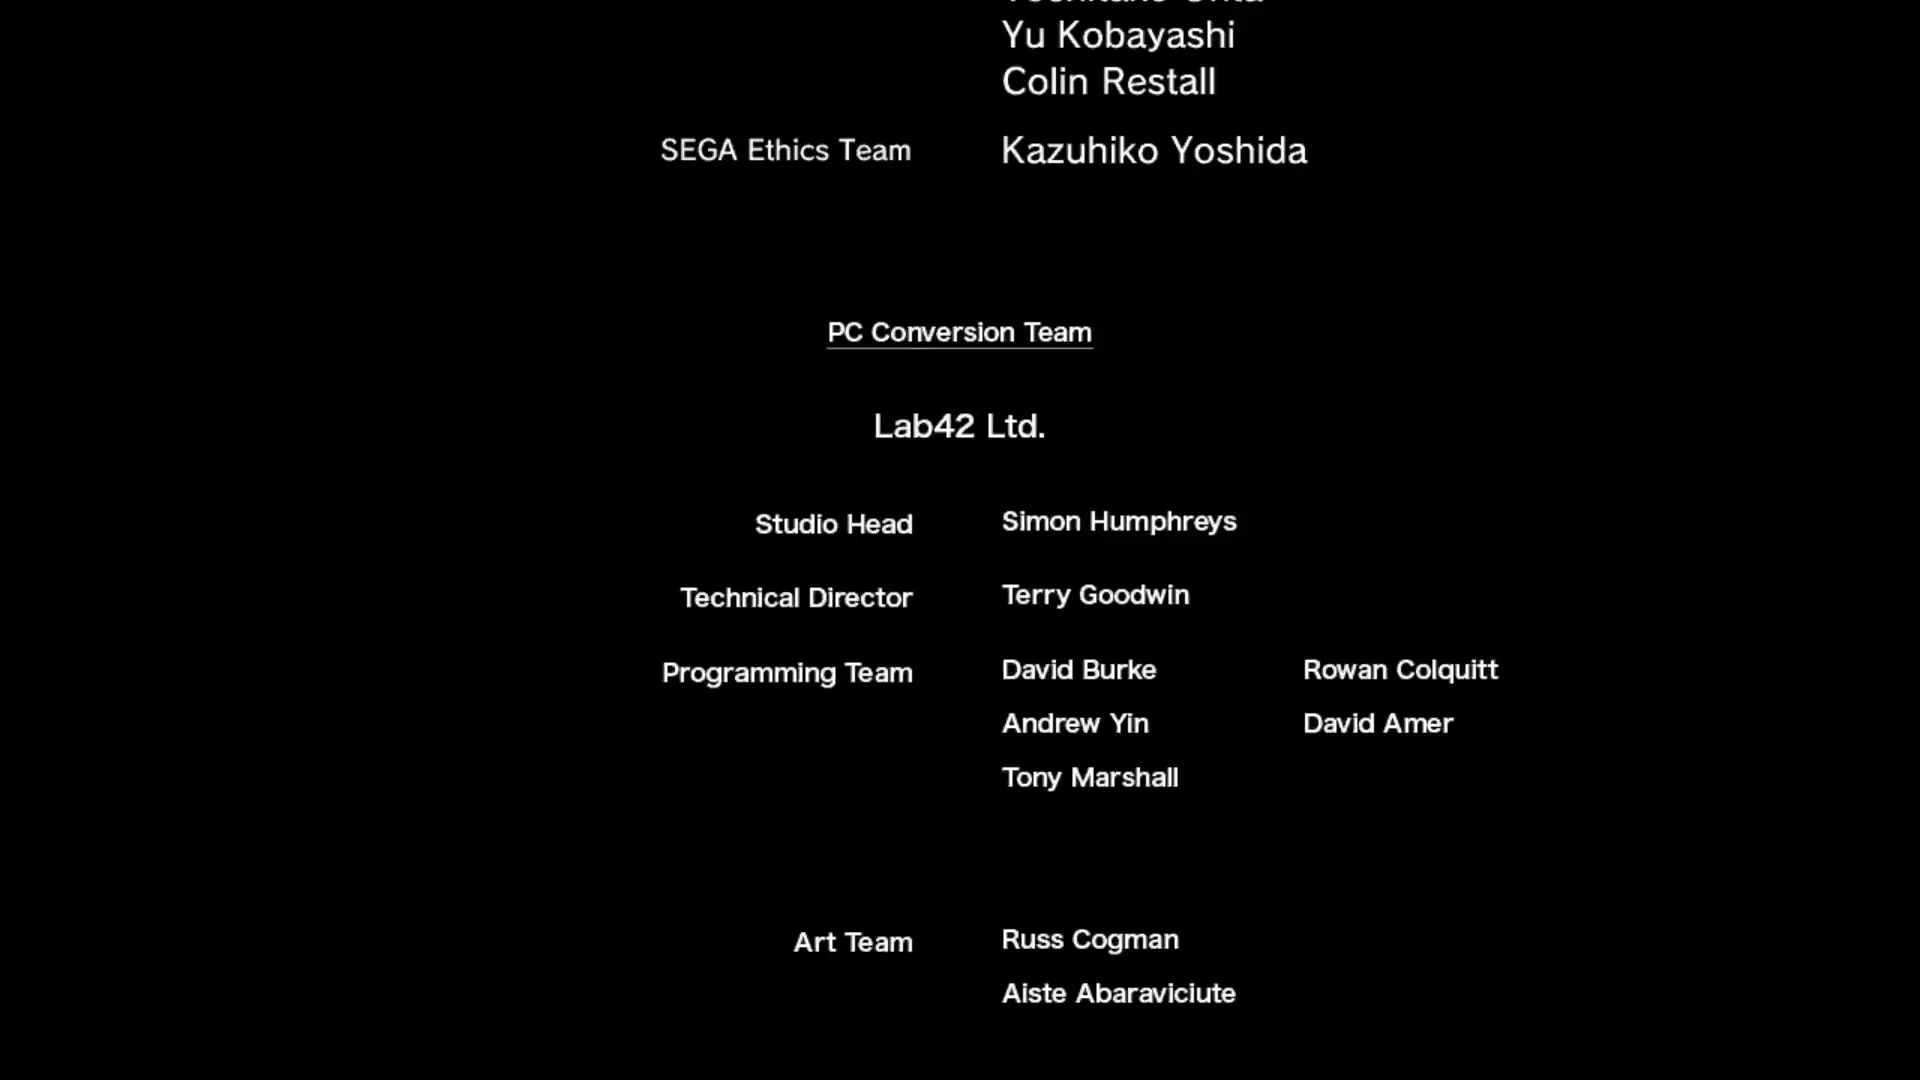 Yu Kobayashi
Colin Restall
SEGA Ethics Team Kazuhiko Yoshida
PC Conversion Team
Lab42 Ltd.
Studio Head Simon Humphreys
Technical Director Terry Goodwin
Programming Team David Burke Rowan Colquitt
Andrew Yin David Amer
Tony Marshall
Art Team Russ Cogman
Aiste Abaraviciute